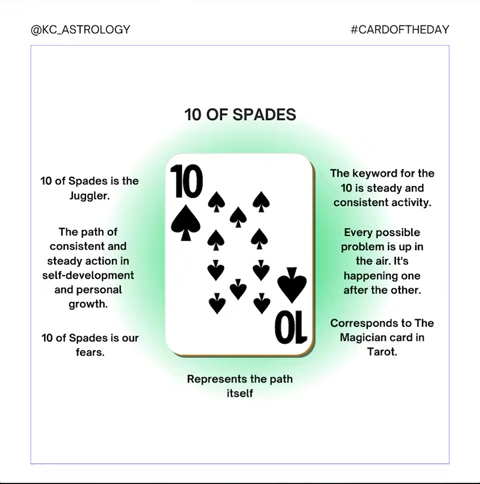 @KC_ASTROLOGY
#CARDOFTHEDAY
10 OF SPADES
10
10 of Spades is the
Juggler.
The path of
consistent and
steady action in
self-development
and personal
growth.
10 of Spades is our
fears.
The keyword for the
10 is steady and
consistent activity.
Every possible
problem is up in
the air. It's
happening one
after the other.
Corresponds to The
Magician card in
Tarot.
10
Represents the path
itself